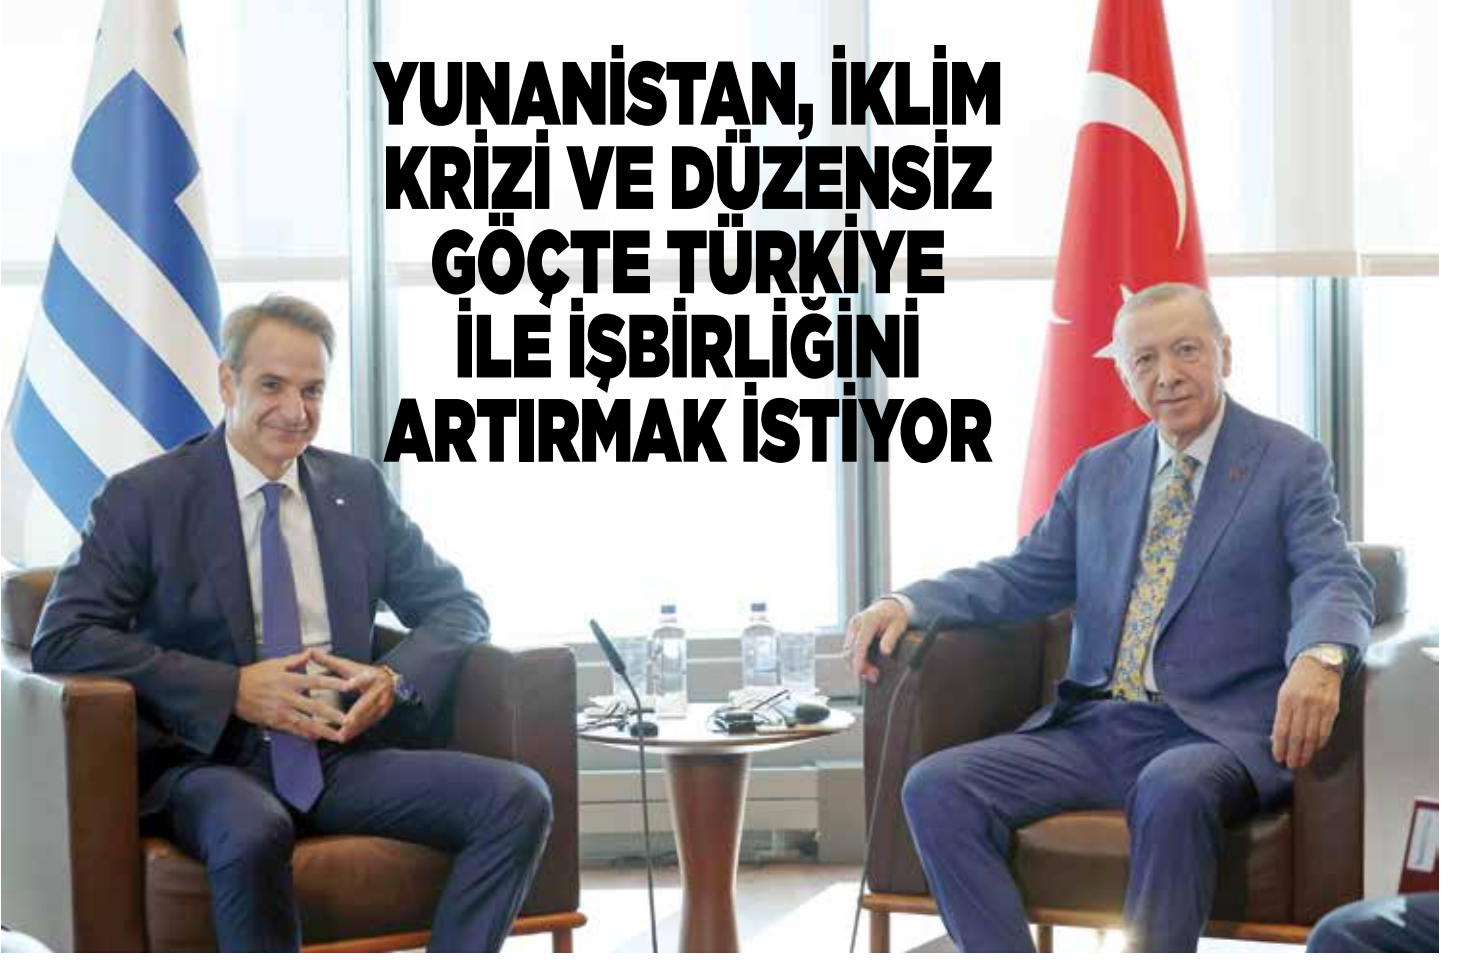 YUNANİSTAN, İKLİM
KRİZİ VE DÜZENSİZ
GÖÇTE TÜRKİYE
İLE İŞBİRLİĞİNİ
ARTIRMAK İSTİYOR